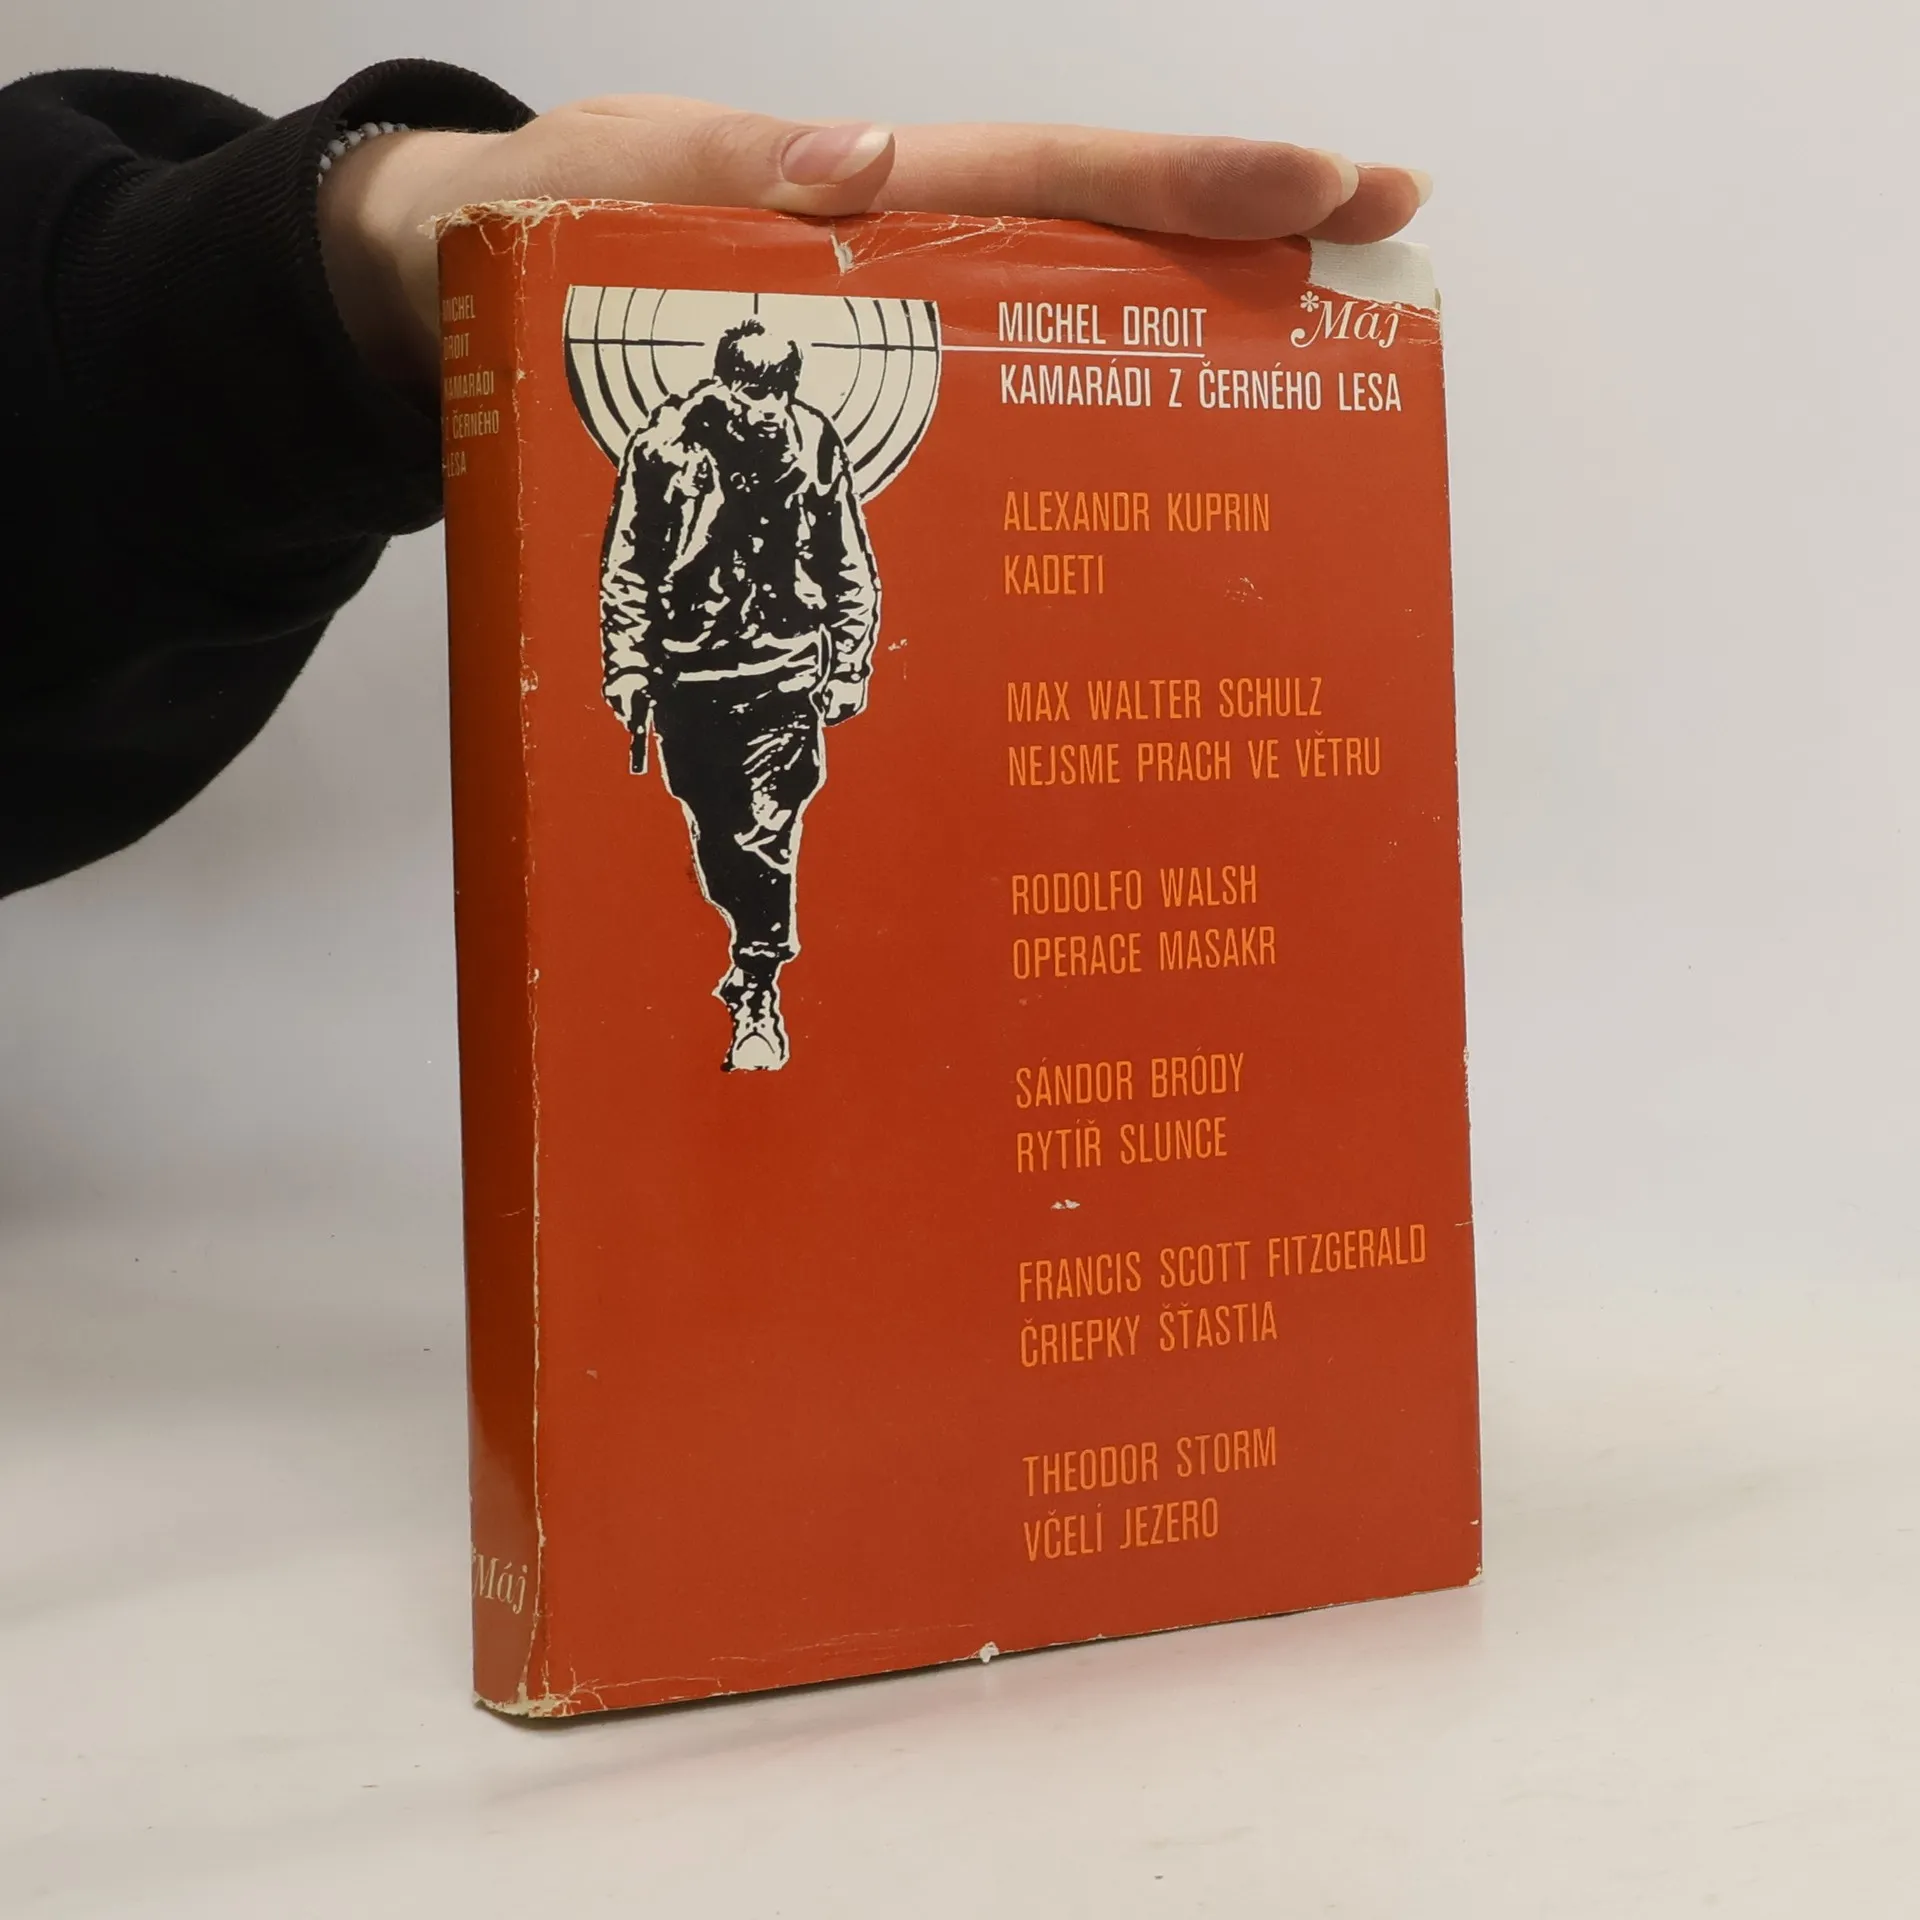 MICHEL
DROIT
KAMARÁDI
Z ČERNÉHO
LESA
*Máj
MICHEL DROIT
*Máj
KAMARÁDI Z ČERNÉHO LESA
ALEXANDR KUPRIN
KADETI
MAX WALTER SCHULZ
NEJSME PRACH VE VĚTRU
RODOLFO WALSH
OPERACE MASAKR
SÁNDOR BRÓDY
RYTÍŘ SLUNCE
FRANCIS SCOTT FITZGERALD
ČRIEPKY ŠŤASTIA
THEODOR STORM
VČELÍ JEZERO